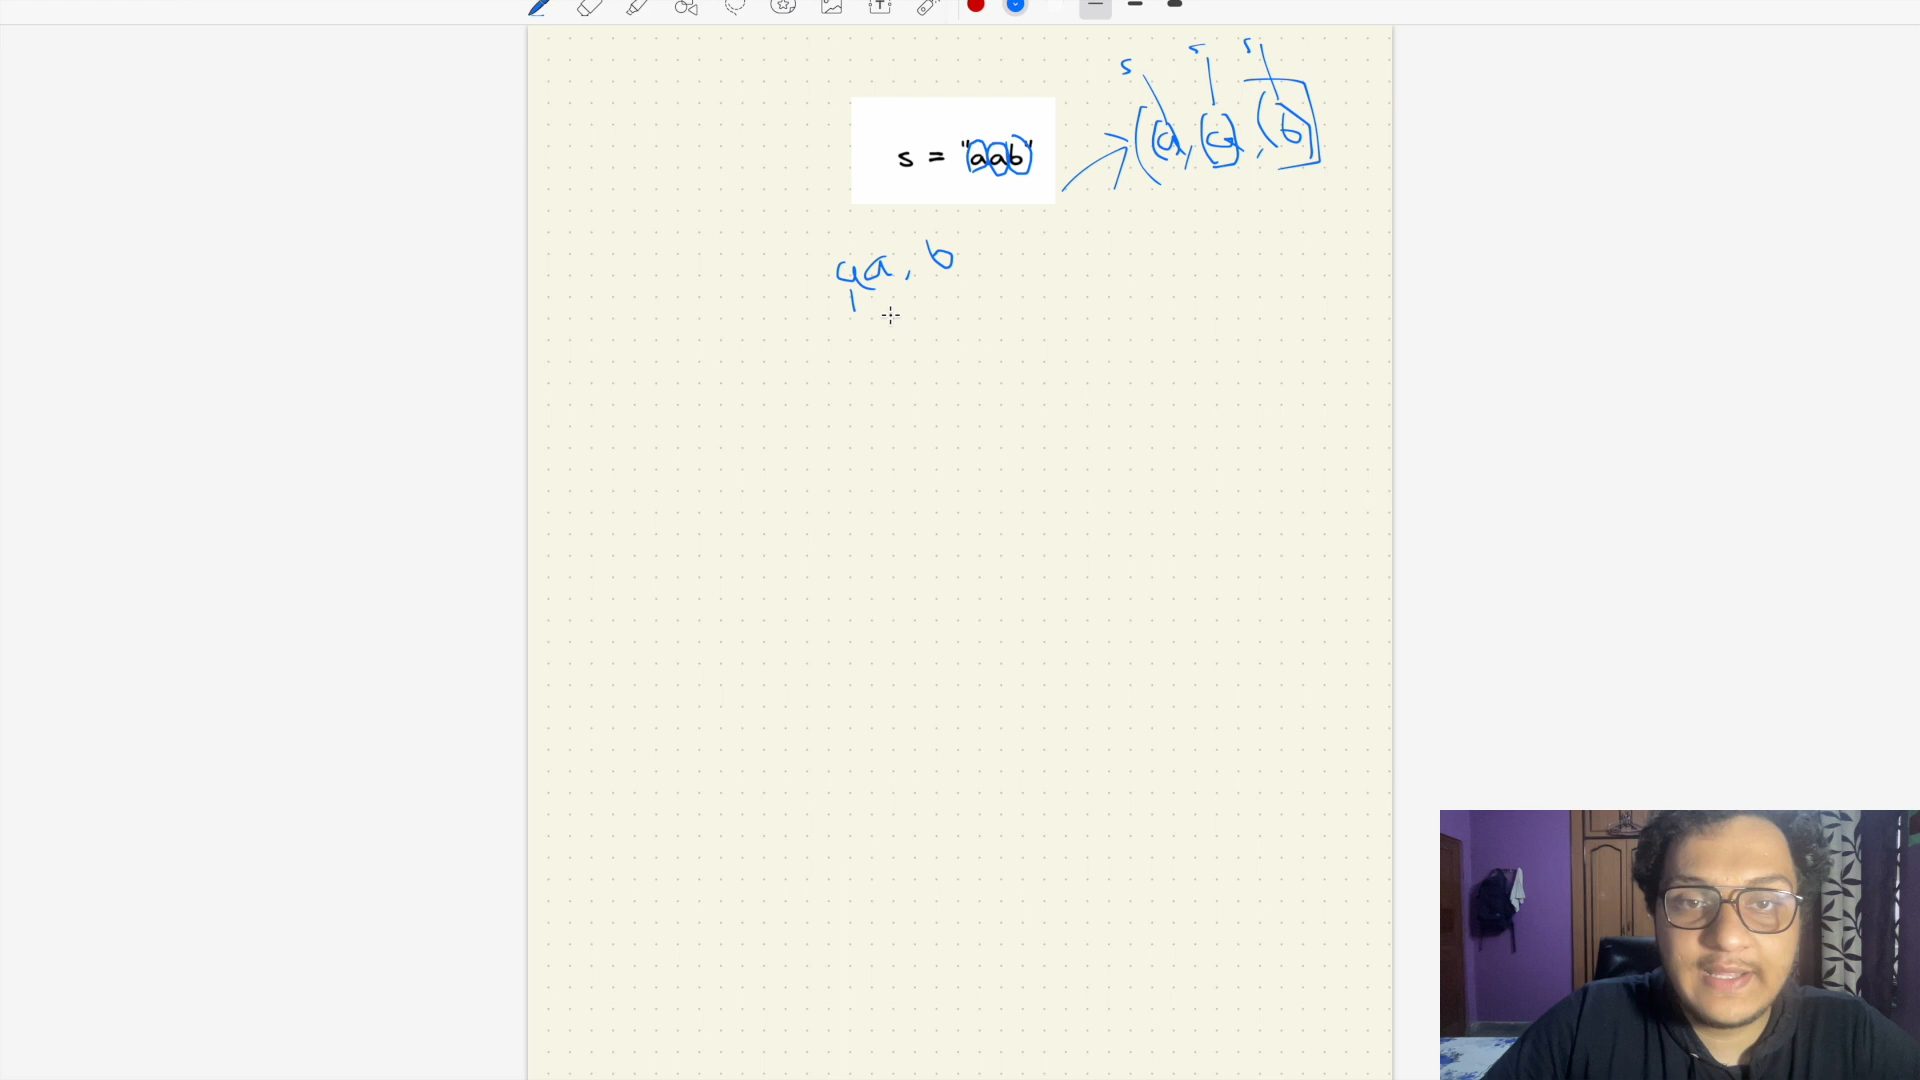 s s s
s = "aab"
(a, (a), (b)]
aa, b